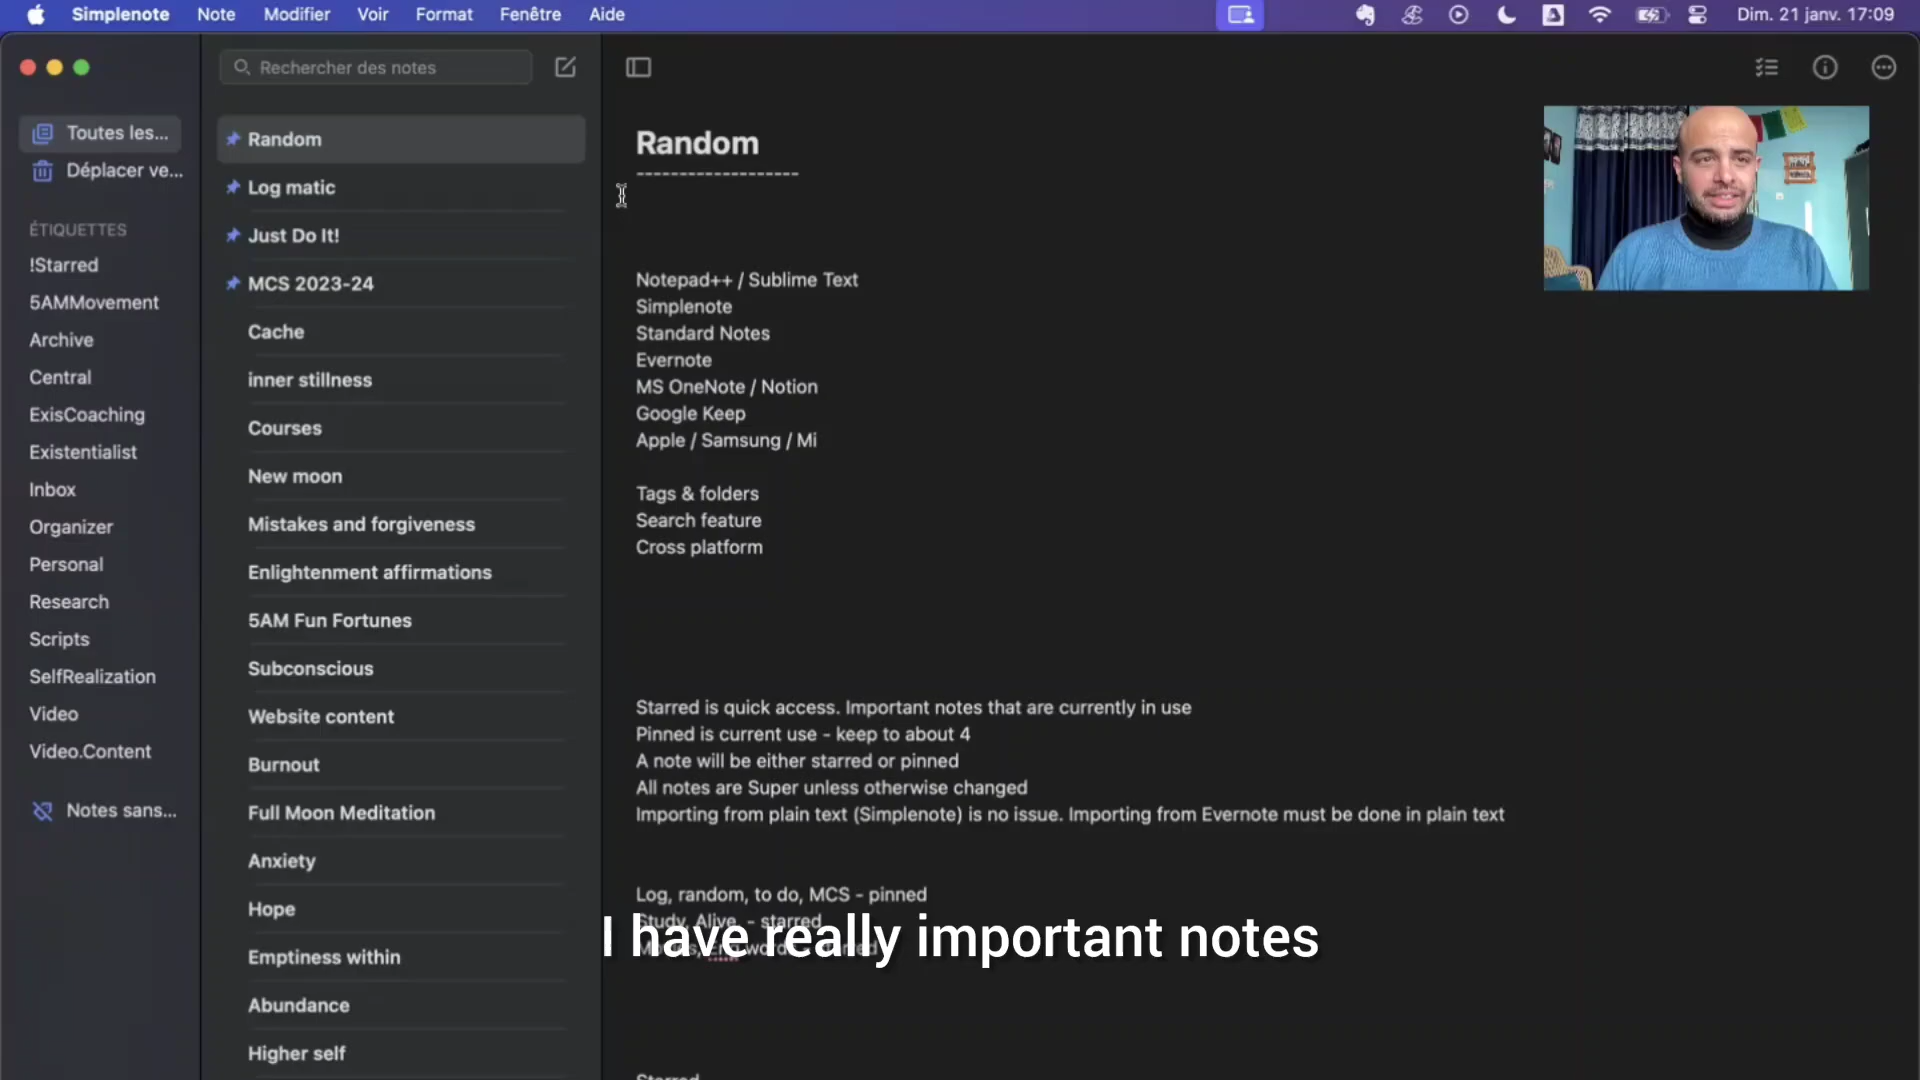 Simplenote Note Modifier Voir Format Fenêtre Aide
Dim. 21 janv. 17:09
Rechercher des notes
Toutes les...
Déplacer ve...
ÉTIQUETTES
!Starred
5AMMovement
Archive
Central
ExisCoaching
Existentialist
Inbox
Organizer
Personal
Research
Scripts
SelfRealization
Video
Video.Content
Notes sans...
Random
Log matic
Just Do It!
MCS 2023-24
Cache
inner stillness
Courses
New moon
Mistakes and forgiveness
Enlightenment affirmations
5AM Fun Fortunes
Subconscious
Website content
Burnout
Full Moon Meditation
Anxiety
Hope
Emptiness within
Abundance
Higher self
Random
-------------------
Notepad++ / Sublime Text
Simplenote
Standard Notes
Evernote
MS OneNote / Notion
Google Keep
Apple / Samsung / Mi
Tags & folders
Search feature
Cross platform
Starred is quick access. Important notes that are currently in use
Pinned is current use - keep to about 4
A note will be either starred or pinned
All notes are Super unless otherwise changed
Importing from plain text (Simplenote) is no issue. Importing from Evernote must be done in plain text
Log, random, to do, MCS - pinned
Study, Alive, - starred
I have really important notes
Starred